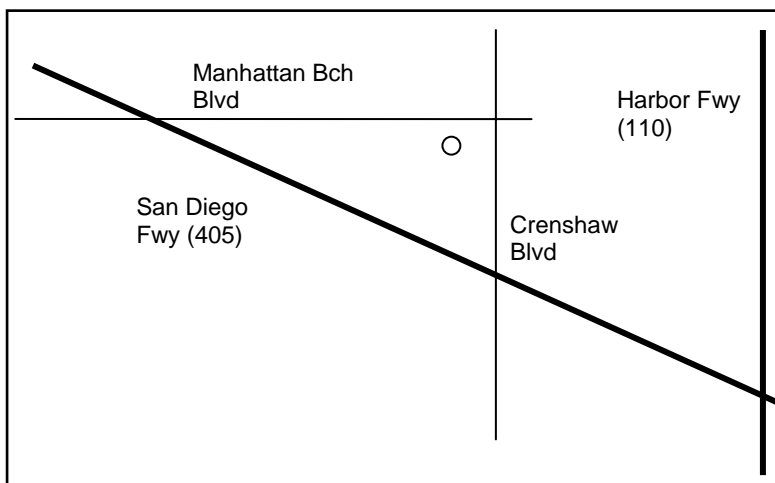 Manhattan Bch
Blvd
Harbor Fwy
(110)
San Diego
Fwy (405)
Crenshaw
Blvd